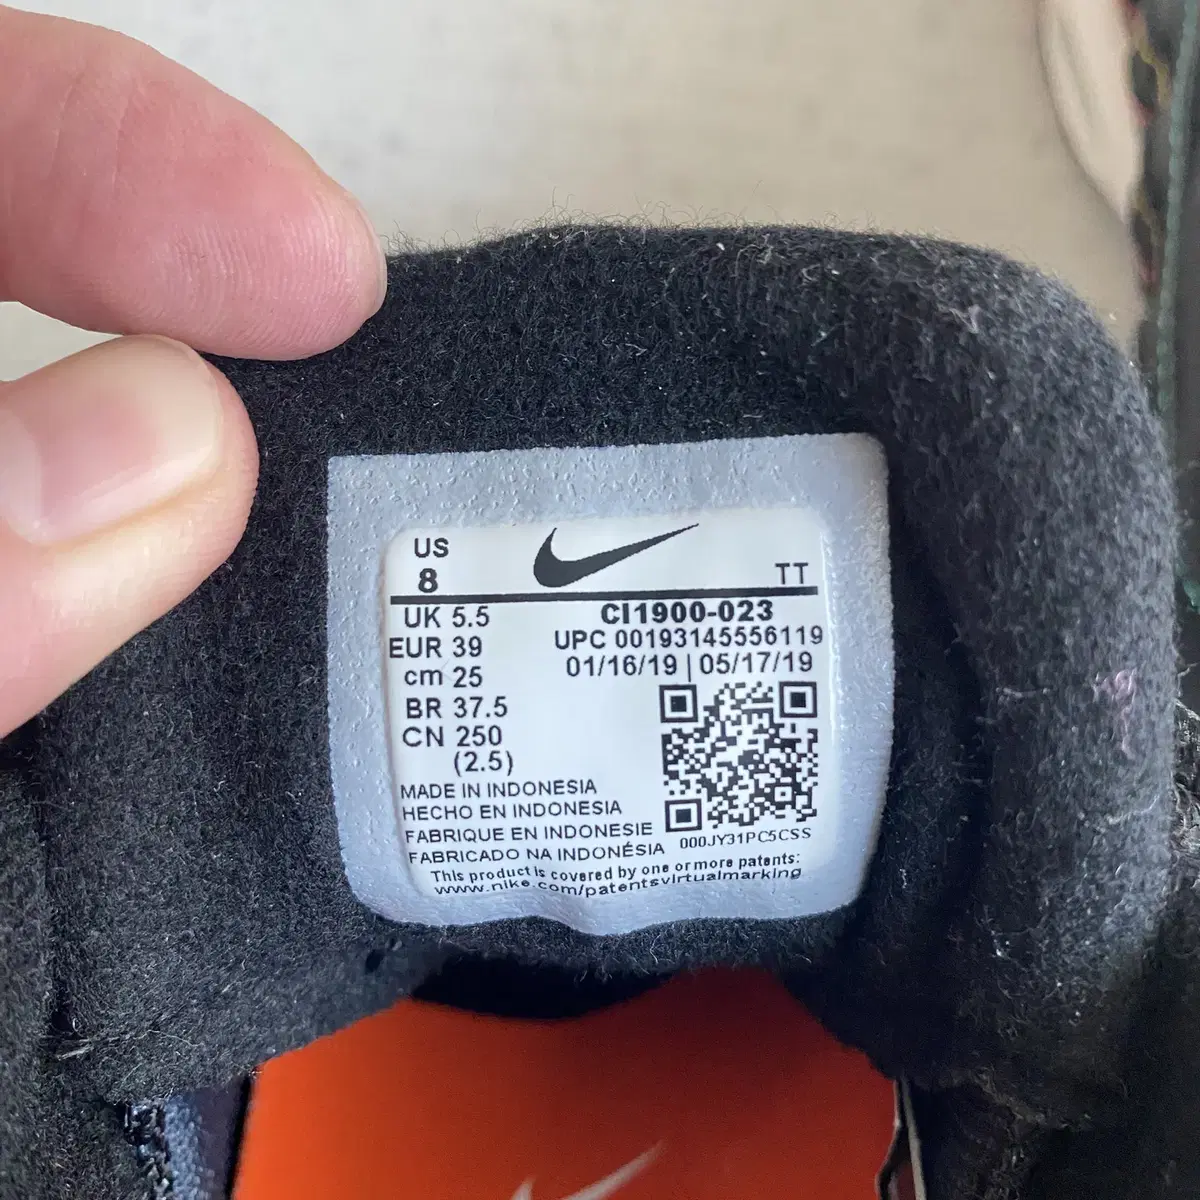 US
8
TT
UK 5.5
EUR 39
cm 25
BR 37.5
CN 250
(2.5)
CI1900-023
UPC 00193145556119
01/16/19 | 05/17/19
MADE IN INDONESIA
HECHO EN INDONESIA
FABRIQUE EN INDONESIE
FABRICADO NA INDONÉSIA
000JY31PC5CSS
This product is covered by one or more patents:
www.nike.com/patentsvirtualmarking